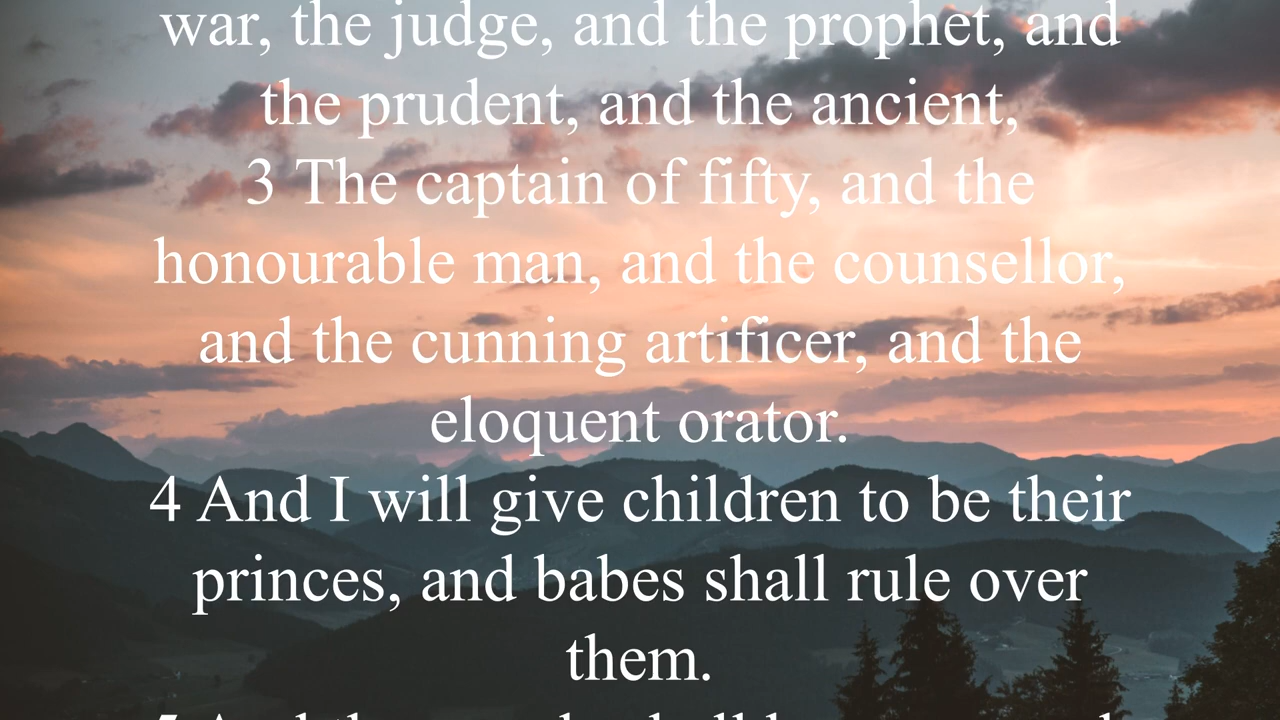 war, the judge, and the prophet, and
the prudent, and the ancient,
3 The captain of fifty, and the
honourable man, and the counsellor,
and the cunning artificer, and the
eloquent orator.
4 And I will give children to be their
princes, and babes shall rule over
them.